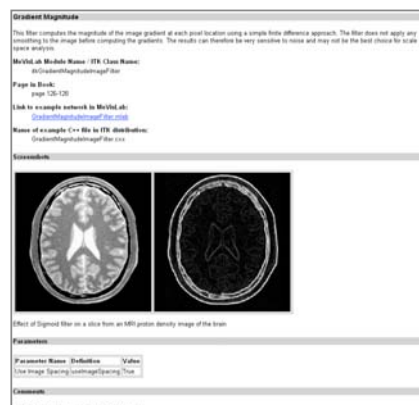 Gradient Magnitude
This filter computes the magnitude of the image gradient at each pixel location using a simple finite difference approach. The filter does not apply any
smoothing to the image before computing the gradients. The results can therefore be very sensitive to noise and may not be the best choice for scale
space analysis.
MeVisLab Module Name / ITK Class Name:
itkGradientMagnitudeImageFilter
Page in Book:
page 126-128
Link to example network in MeVisLab:
GradientMagnitudeImageFilter.mlab
Name of example C++ file in ITK distribution:
GradientMagnitudeImageFilter.cxx
Screenshots
Effect of Sigmoid filter on a slice from an MRI proton density image of the brain
Parameters
Parameter Name Definition Value
Use Image Spacing useImageSpacing True
Comments